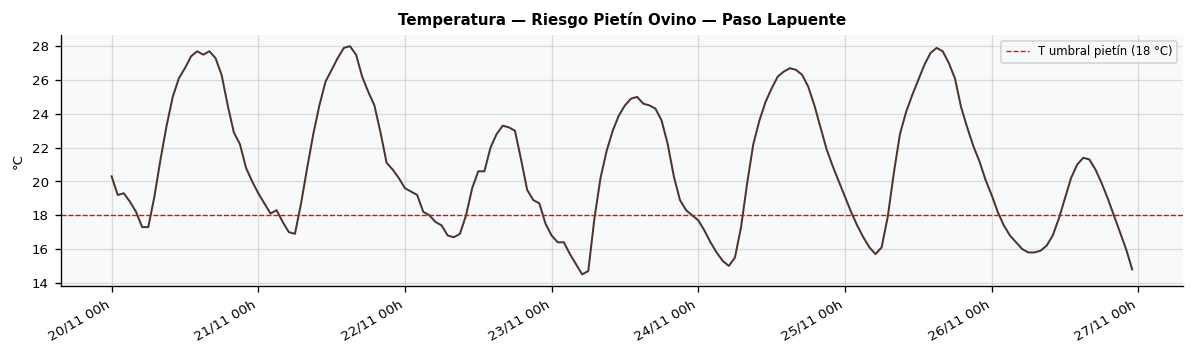 Temperatura — Riesgo Pietín Ovino — Paso Lapuente
T umbral pietín (18 °C)
°C
28
26
24
22
20
18
16
14
20/11 00h
21/11 00h
22/11 00h
23/11 00h
24/11 00h
25/11 00h
26/11 00h
27/11 00h